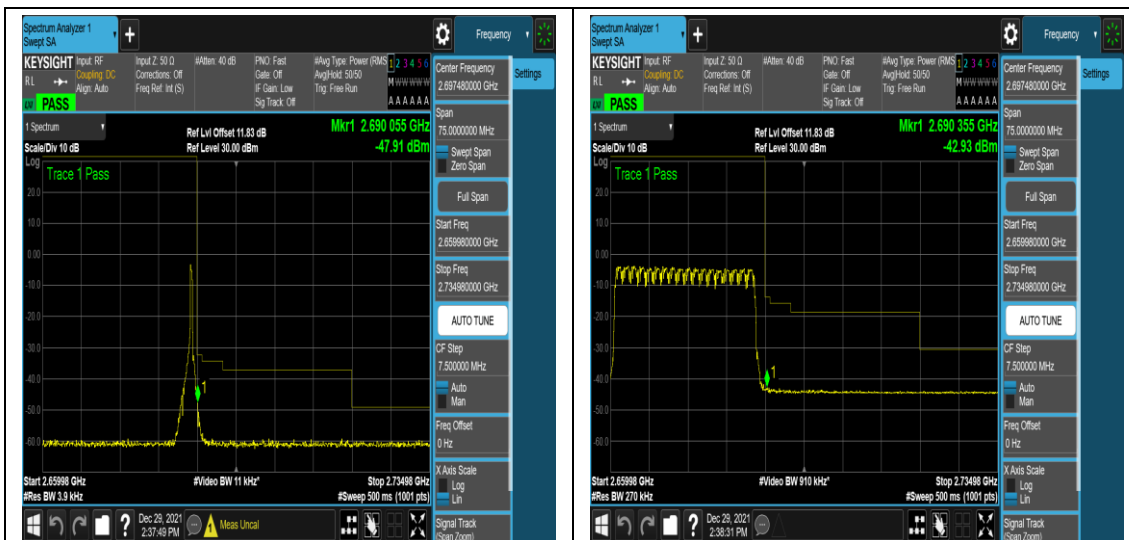 Spectrum Analyzer 1
Swept SA
+
Frequency
KEYSIGHT
RL
Input: RF
Coupling: DC
Align: Auto
Input Z: 50 Ω
Corrections: Off
Freq Ref: Int (S)
#Atten: 40 dB
PNO: Fast
Gate: Off
IF Gain: Low
Sig Track: Off
#Avg Type: Power (RMS
Avg|Hold: 50/50
Trig: Free Run
1 2 3 4 5 6
M W W W W W
A A A A A A
LV PASS
1 Spectrum
Scale/Div 10 dB
Ref Lvl Offset 11.83 dB
Ref Level 30.00 dBm
Mkr1 2.690 055 GHz
-47.91 dBm
Log
Trace 1 Pass
20.0
10.0
0.00
-10.0
-20.0
-30.0
-40.0
-50.0
-60.0
1
Start 2.65998 GHz
#Res BW 3.9 kHz
#Video BW 11 kHz*
Stop 2.73498 GHz
#Sweep 500 ms (1001 pts)
?
Dec 29, 2021
2:37:49 PM
Meas Uncal
Center Frequency
2.697480000 GHz
Settings
Span
75.0000000 MHz
Swept Span
Zero Span
Full Span
Start Freq
2.659980000 GHz
Stop Freq
2.734980000 GHz
AUTO TUNE
CF Step
7.500000 MHz
Auto
Man
Freq Offset
0 Hz
X Axis Scale
Log
Lin
Signal Track
(Span Zoom)
Spectrum Analyzer 1
Swept SA
+
Frequency
KEYSIGHT
RL
Input: RF
Coupling: DC
Align: Auto
Input Z: 50 Ω
Corrections: Off
Freq Ref: Int (S)
#Atten: 40 dB
PNO: Fast
Gate: Off
IF Gain: Low
Sig Track: Off
#Avg Type: Power (RMS
Avg|Hold: 50/50
Trig: Free Run
1 2 3 4 5 6
M W W W W W
A A A A A A
LV PASS
1 Spectrum
Scale/Div 10 dB
Ref Lvl Offset 11.83 dB
Ref Level 30.00 dBm
Mkr1 2.690 355 GHz
-42.93 dBm
Log
Trace 1 Pass
20.0
10.0
0.00
-10.0
-20.0
-30.0
-40.0
-50.0
-60.0
1
Start 2.65998 GHz
#Res BW 270 kHz
#Video BW 910 kHz*
Stop 2.73498 GHz
#Sweep 500 ms (1001 pts)
?
Dec 29, 2021
2:38:31 PM
Center Frequency
2.697480000 GHz
Settings
Span
75.0000000 MHz
Swept Span
Zero Span
Full Span
Start Freq
2.659980000 GHz
Stop Freq
2.734980000 GHz
AUTO TUNE
CF Step
7.500000 MHz
Auto
Man
Freq Offset
0 Hz
X Axis Scale
Log
Lin
Signal Track
(Span Zoom)